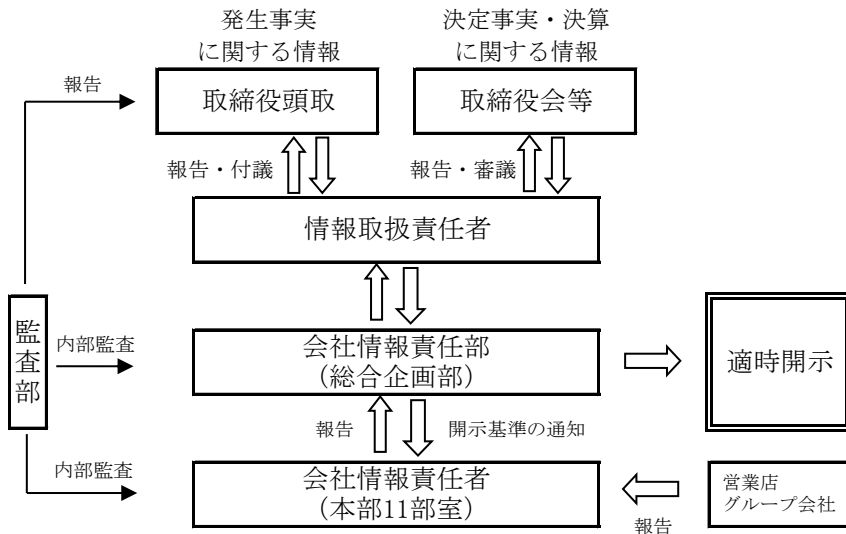 発生事実
に関する情報
決定事実・決算
に関する情報
報告
取締役頭取
取締役会等
報告・付議
報告・審議
情報取扱責任者
監査部
内部監査
会社情報責任部
（総合企画部）
適時開示
報告
開示基準の通知
内部監査
会社情報責任者
（本部11部室）
営業店
グループ会社
報告